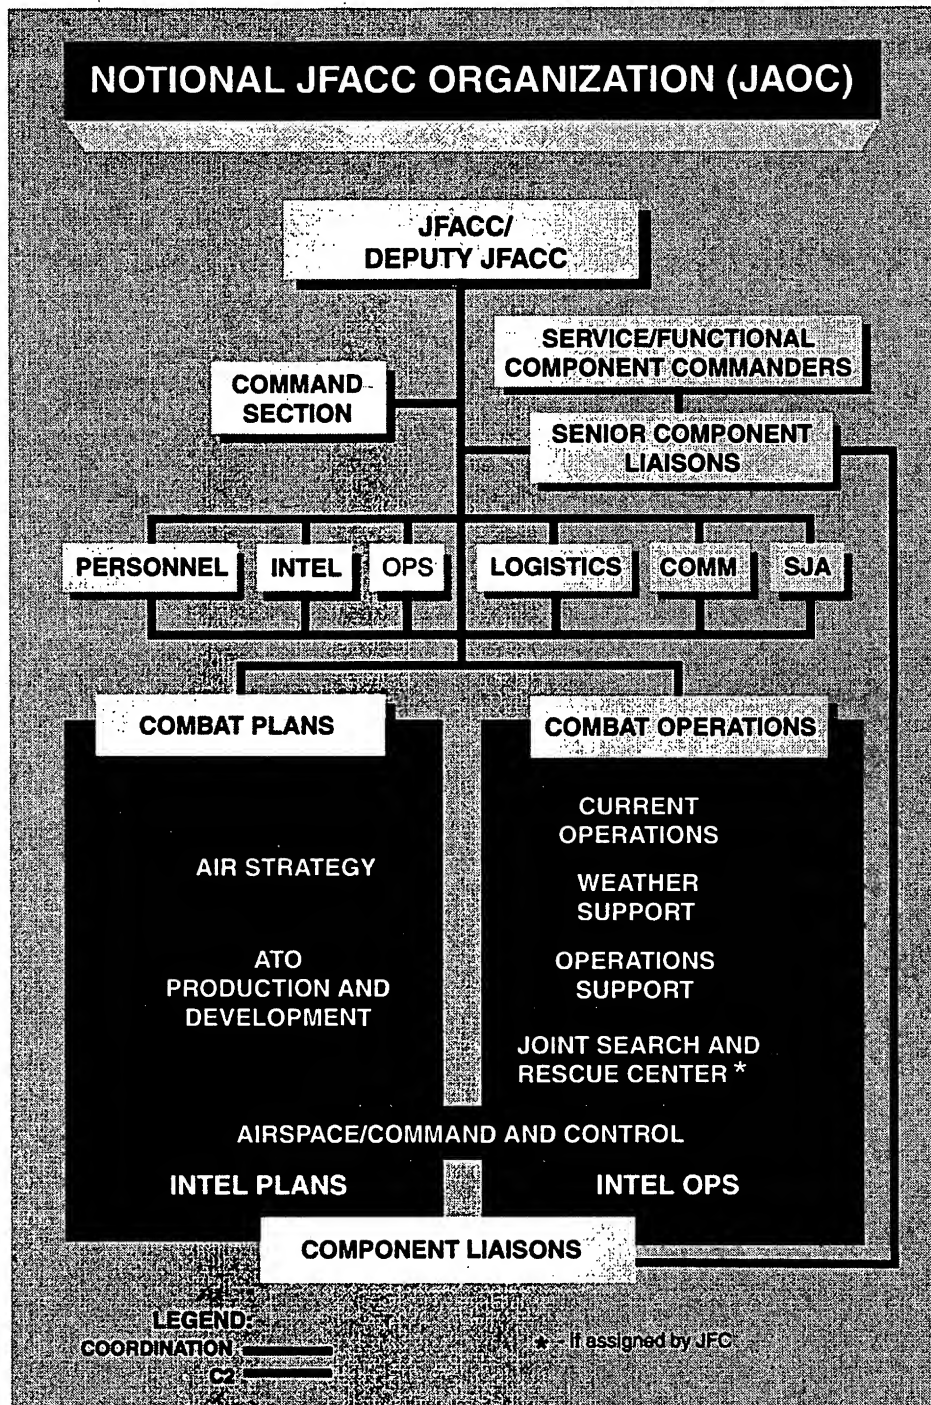 NOTIONAL JFACC ORGANIZATION (JAOC)
JFACC/
DEPUTY JFACC
SERVICE/FUNCTIONAL
COMPONENT COMMANDERS
COMMAND
SECTION
SENIOR COMPONENT
LIAISONS
PERSONNEL
INTEL
OPS
LOGISTICS
COMM
SJA
COMBAT PLANS
AIR STRATEGY
ATO
PRODUCTION AND
DEVELOPMENT
COMBAT OPERATIONS
CURRENT
OPERATIONS
WEATHER
SUPPORT
OPERATIONS
SUPPORT
JOINT SEARCH AND
RESCUE CENTER *
AIRSPACE/COMMAND AND CONTROL
INTEL PLANS
INTEL OPS
COMPONENT LIAISONS
LEGEND:
COORDINATION
C2
* - If assigned by JFC